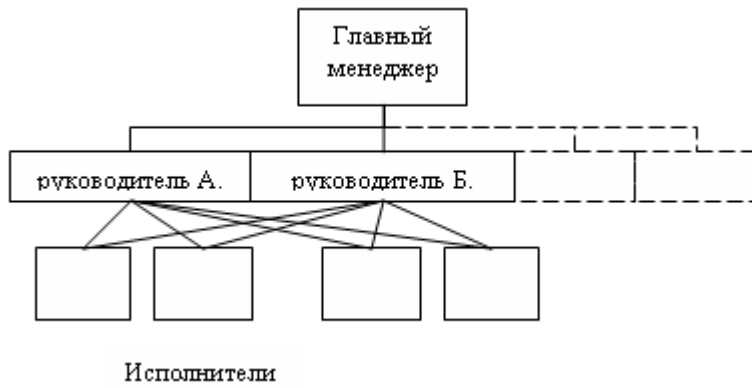 Главный
менеджер
руководитель А.
руководитель Б.
Исполнители